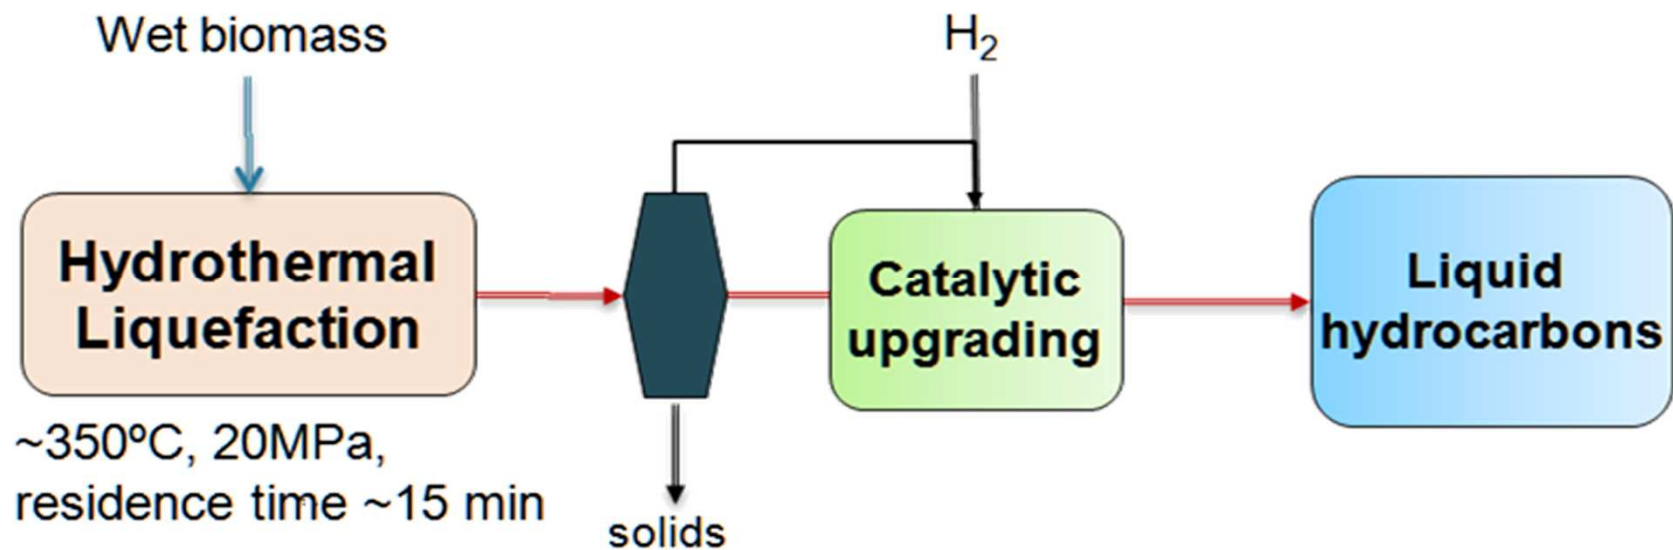 Wet biomass
H₂
Hydrothermal
Liquefaction
Catalytic
upgrading
Liquid
hydrocarbons
~350ºC, 20MPa,
residence time ~15 min
solids